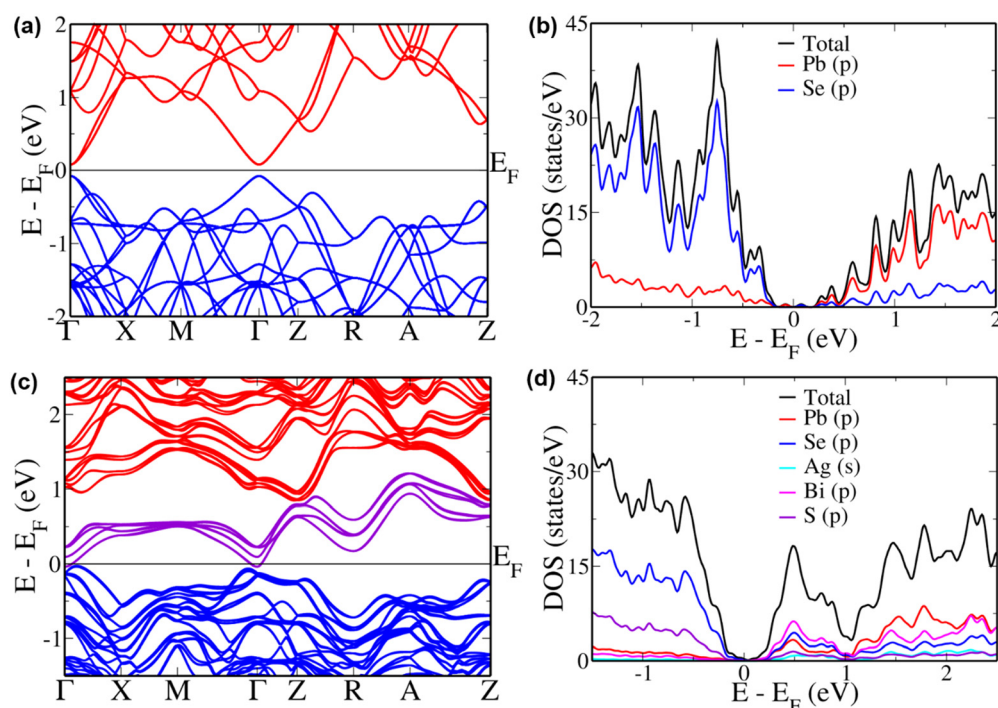 (a)
2
1
0
-1
-2
E - E_F (eV)
Γ X M Γ Z R A Z
E_F
(b)
45
30
15
0
DOS (states/eV)
Total
Pb (p)
Se (p)
-2 -1 0 1 2
E - E_F (eV)
(c)
2
1
0
-1
E - E_F (eV)
Γ X M Γ Z R A Z
E_F
(d)
45
30
15
0
DOS (states/eV)
Total
Pb (p)
Se (p)
Ag (s)
Bi (p)
S (p)
-1 0 1 2
E - E_F (eV)